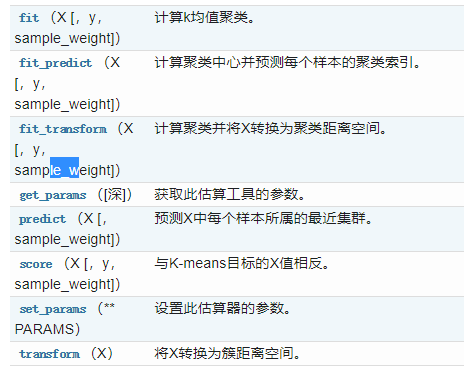 fit （X [，y， 计算k均值聚类。
sample_weight]）
fit_predict （X 计算聚类中心并预测每个样本的聚类索引。
[，y，
sample_weight]）
fit_transform （X 计算聚类并将X转换为聚类距离空间。
[，y，
sample_weight]）
get_params （[深]） 获取此估算工具的参数。
predict （X [， 预测X中每个样本所属的最近集群。
sample_weight]）
score （X [，y， 与K-means目标的X值相反。
sample_weight]）
set_params （** 设置此估算器的参数。
PARAMS）
transform （X） 将X转换为簇距离空间。